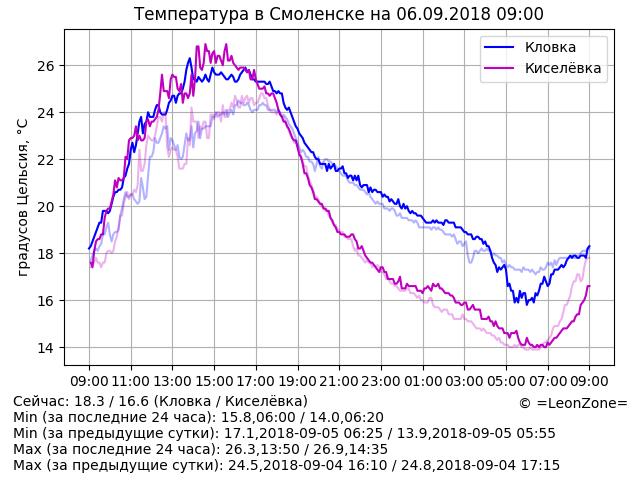 Температура в Смоленске на 06.09.2018 09:00
Кловка
Киселёвка
градусов Цельсия, °C
26
24
22
20
18
16
14
09:00 11:00 13:00 15:00 17:00 19:00 21:00 23:00 01:00 03:00 05:00 07:00 09:00
Сейчас: 18.3 / 16.6 (Кловка / Киселёвка)
© =LeonZone=
Min (за последние 24 часа): 15.8,06:00 / 14.0,06:20
Min (за предыдущие сутки): 17.1,2018-09-05 06:25 / 13.9,2018-09-05 05:55
Max (за последние 24 часа): 26.3,13:50 / 26.9,14:35
Max (за предыдущие сутки): 24.5,2018-09-04 16:10 / 24.8,2018-09-04 17:15